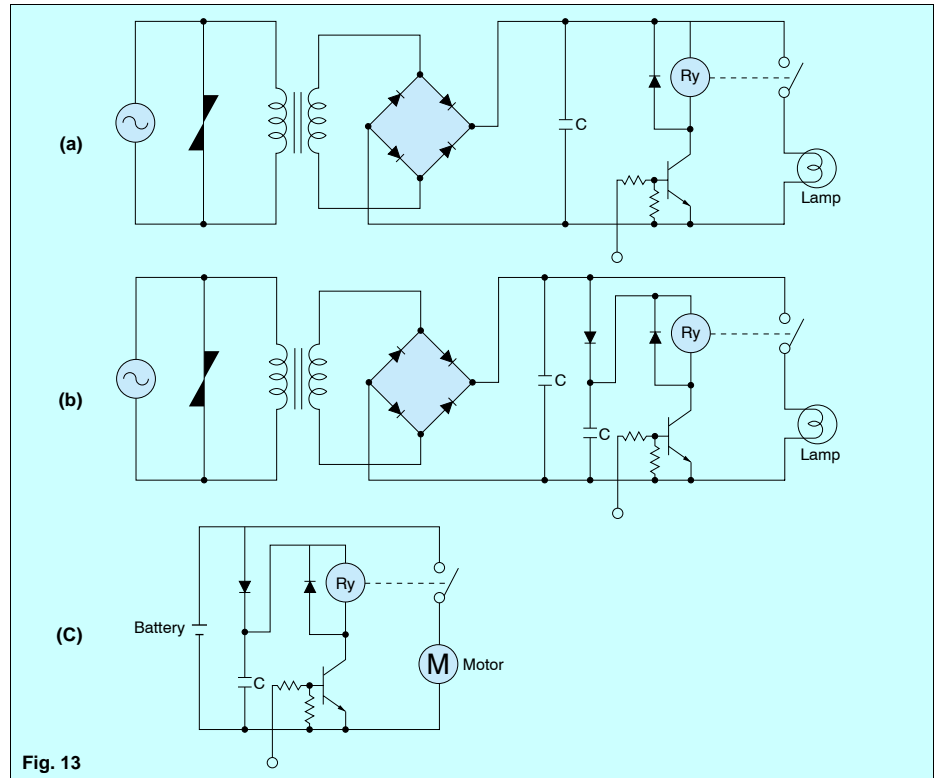 (a)
C
Ry
Lamp
(b)
C
C
Ry
Lamp
(C)
Battery
C
Ry
M
Motor
Fig. 13